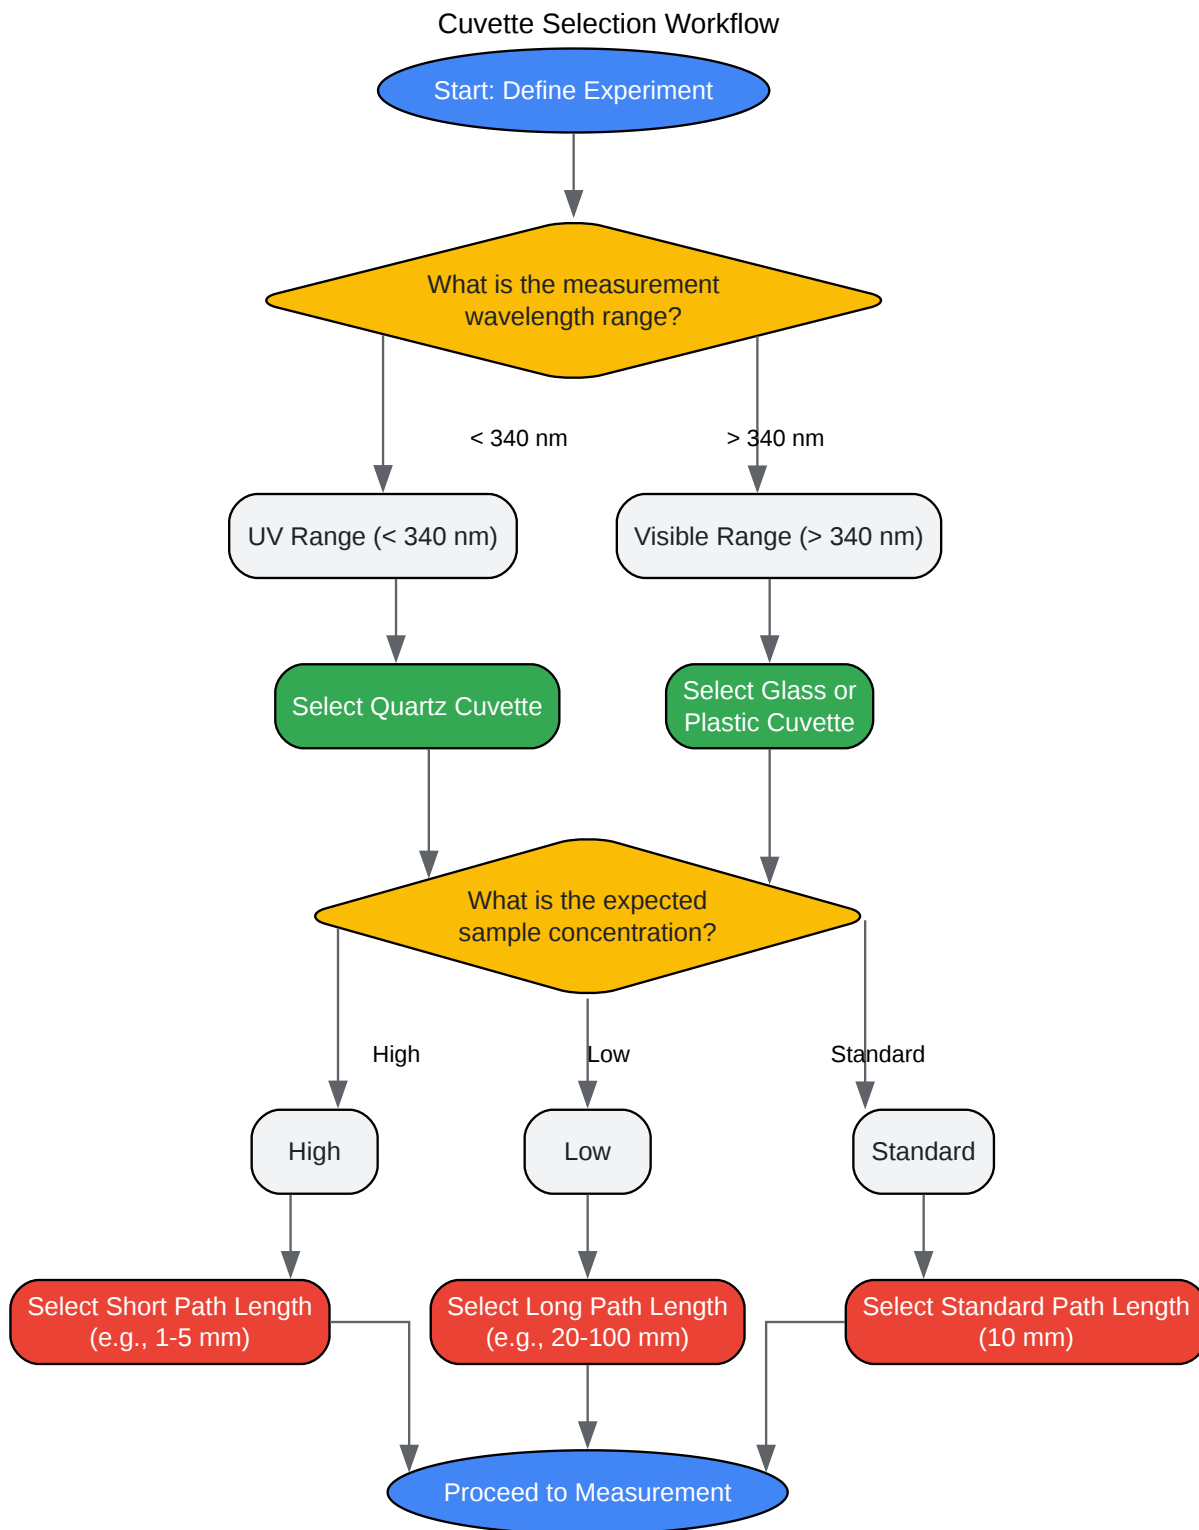 Cuvette Selection Workflow
Start: Define Experiment
What is the measurement
wavelength range?
< 340 nm
> 340 nm
UV Range (< 340 nm)
Visible Range (> 340 nm)
Select Quartz Cuvette
Select Glass or
Plastic Cuvette
What is the expected
sample concentration?
High
Low
Standard
High
Low
Standard
Select Short Path Length
(e.g., 1-5 mm)
Select Long Path Length
(e.g., 20-100 mm)
Select Standard Path Length
(10 mm)
Proceed to Measurement